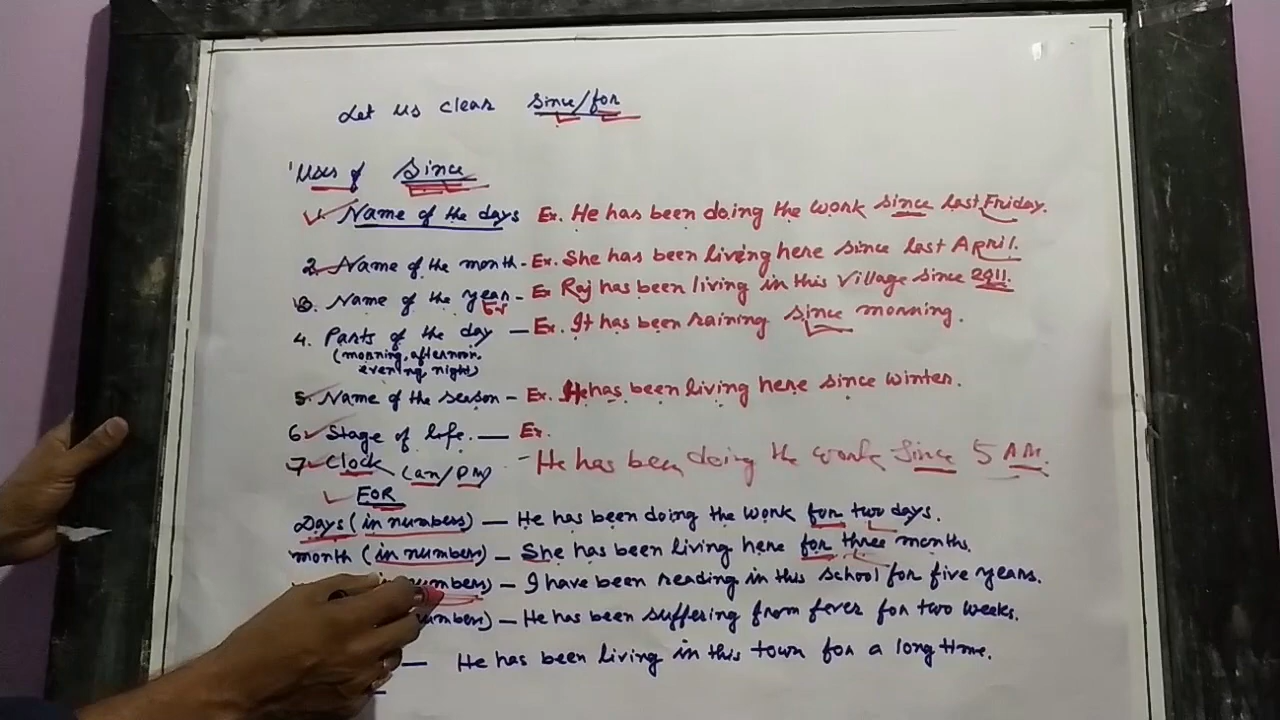 Let us clear since/for
Uses of Since
1. Name of the days Ex. He has been doing the work since last Friday.
2. Name of the month - Ex. She has been living here since last April.
3. Name of the year - Ex Raj has been living in this Village since 2011.
4. Parts of the day — Ex. It has been raining since morning.
(morning, afternoon,
evening, night)
5. Name of the season - Ex. He has been living here since winter.
6. Stage of life. — Ex.
7. Clock (am/PM) - He has been doing the work since 5 AM.
FOR
Days (in numbers) — He has been doing the work for two days.
month (in numbers) - She has been living here for three months.
numbers) - I have been reading in this school for five years.
numbers) — He has been suffering from fever for two weeks.
— He has been living in this town for a long time.